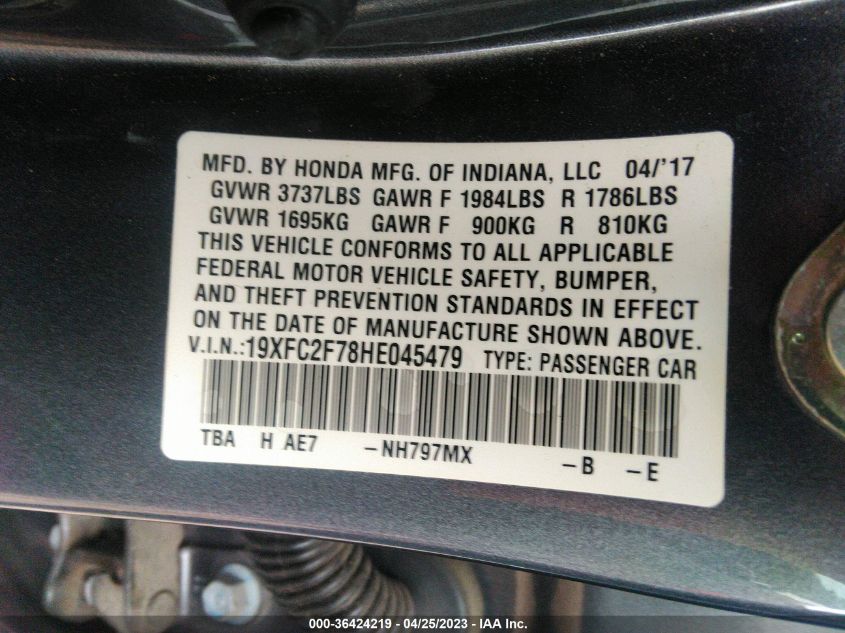 MFD. BY HONDA MFG. OF INDIANA, LLC 04/'17
GVWR 3737LBS GAWR F 1984LBS R 1786LBS
GVWR 1695KG GAWR F 900KG R 810KG
THIS VEHICLE CONFORMS TO ALL APPLICABLE
FEDERAL MOTOR VEHICLE SAFETY, BUMPER,
AND THEFT PREVENTION STANDARDS IN EFFECT
ON THE DATE OF MANUFACTURE SHOWN ABOVE.
V.I.N.:19XFC2F78HE045479 TYPE: PASSENGER CAR
TBA H AE7 -NH797MX -B -E
000-36424219 - 04/25/2023 - IAA Inc.